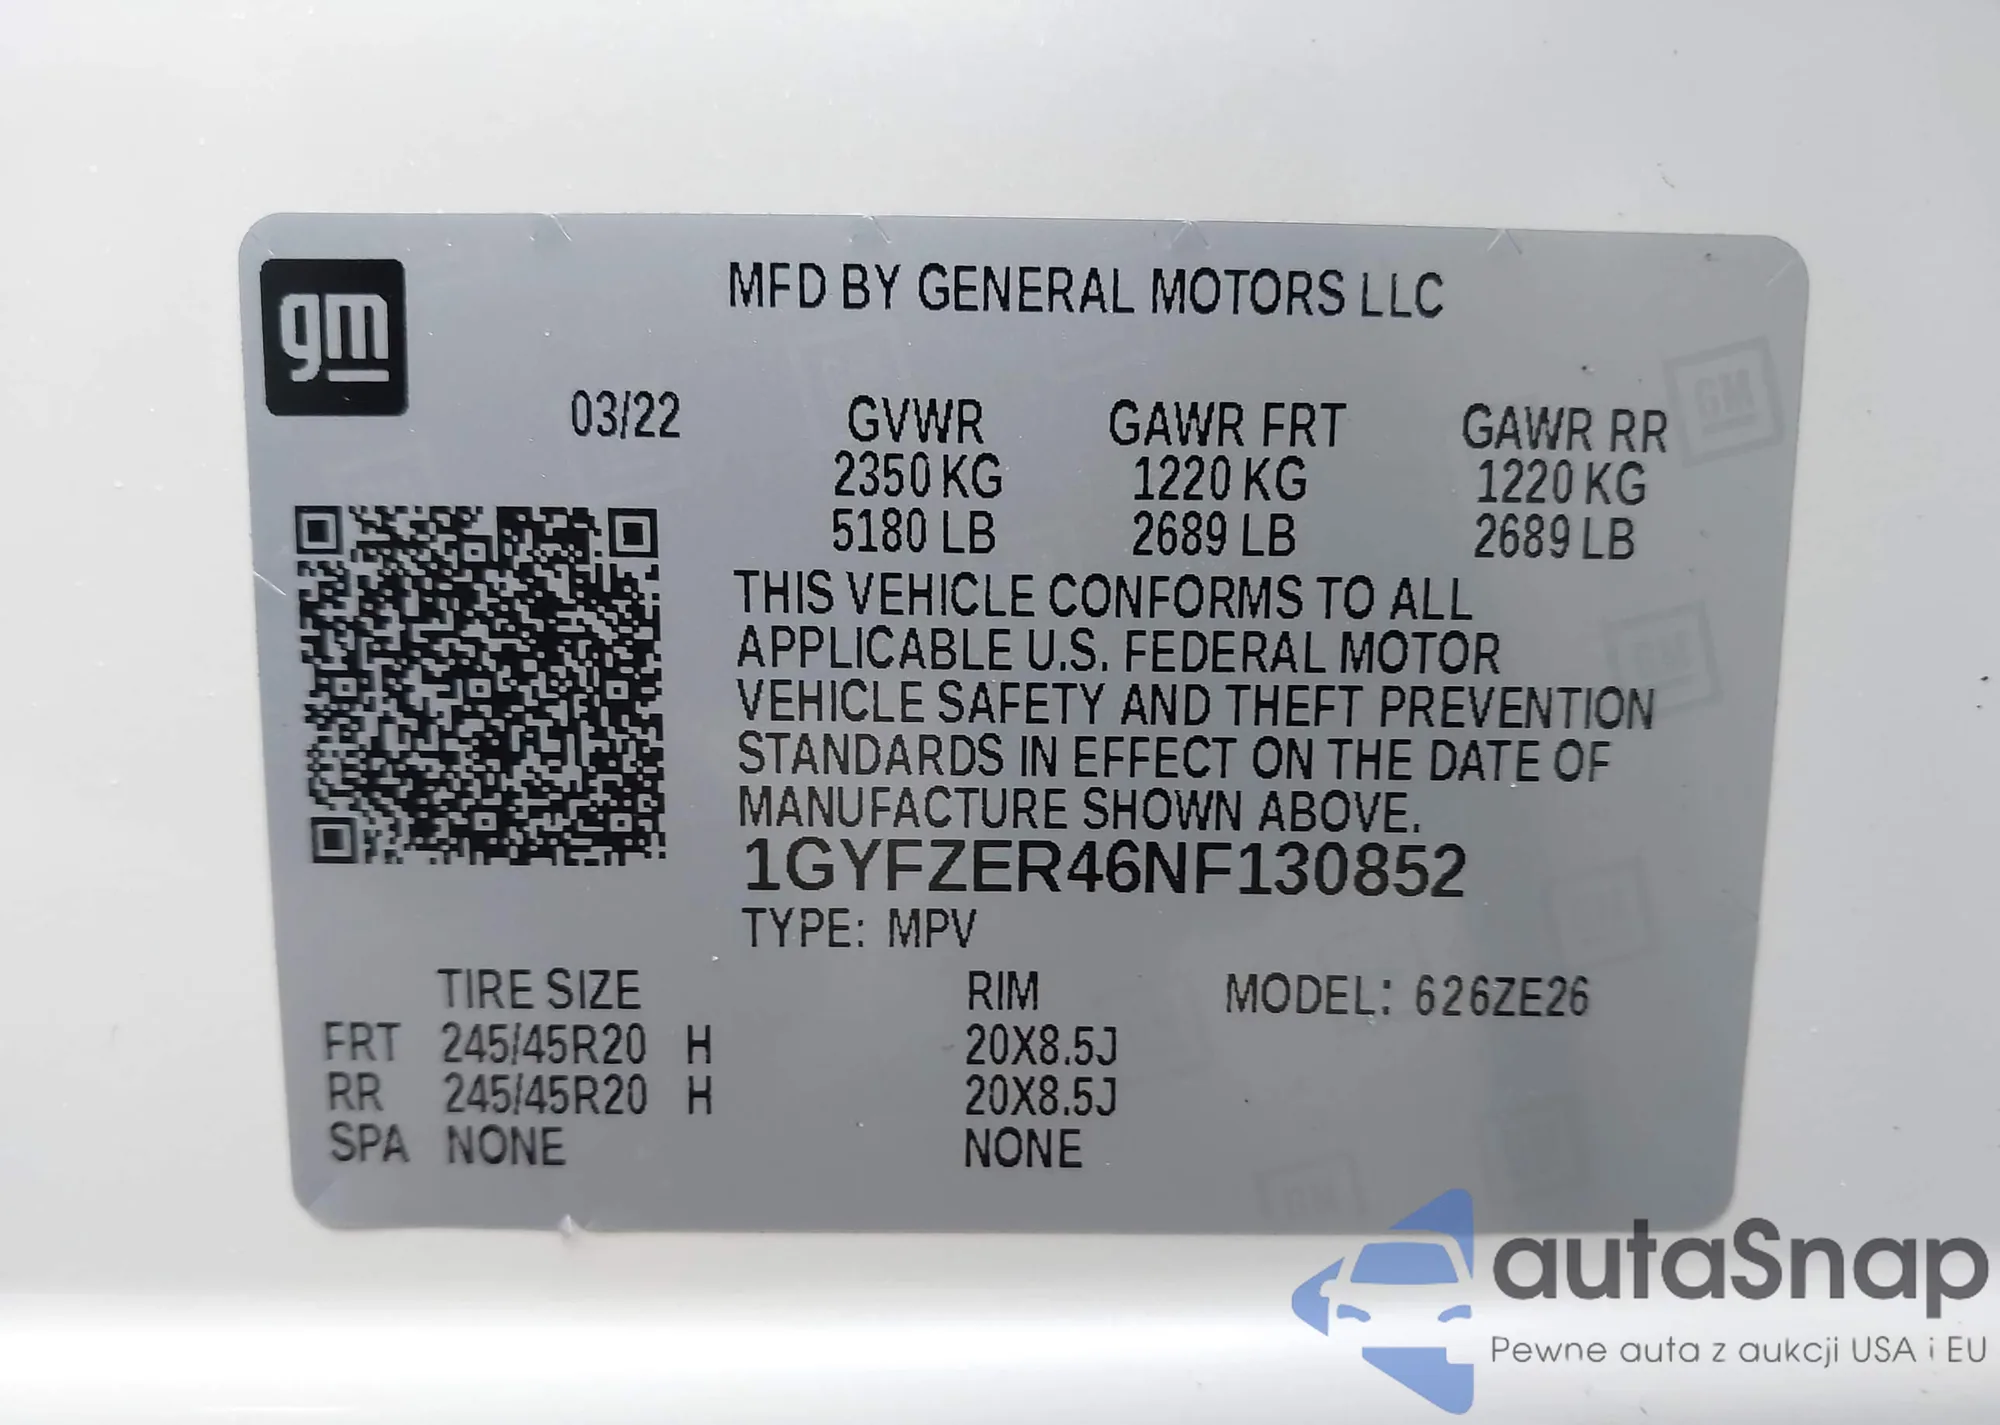 gm
MFD BY GENERAL MOTORS LLC
03/22 GVWR GAWR FRT GAWR RR
2350 KG 1220 KG 1220 KG
5180 LB 2689 LB 2689 LB
THIS VEHICLE CONFORMS TO ALL
APPLICABLE U.S. FEDERAL MOTOR
VEHICLE SAFETY AND THEFT PREVENTION
STANDARDS IN EFFECT ON THE DATE OF
MANUFACTURE SHOWN ABOVE.
1GYFZER46NF130852
TYPE: MPV
TIRE SIZE RIM MODEL: 626ZE26
FRT 245/45R20 H 20X8.5J
RR 245/45R20 H 20X8.5J
SPA NONE NONE
GM
GM
GM
autaSnap
Pewne auta z aukcji USA i EU